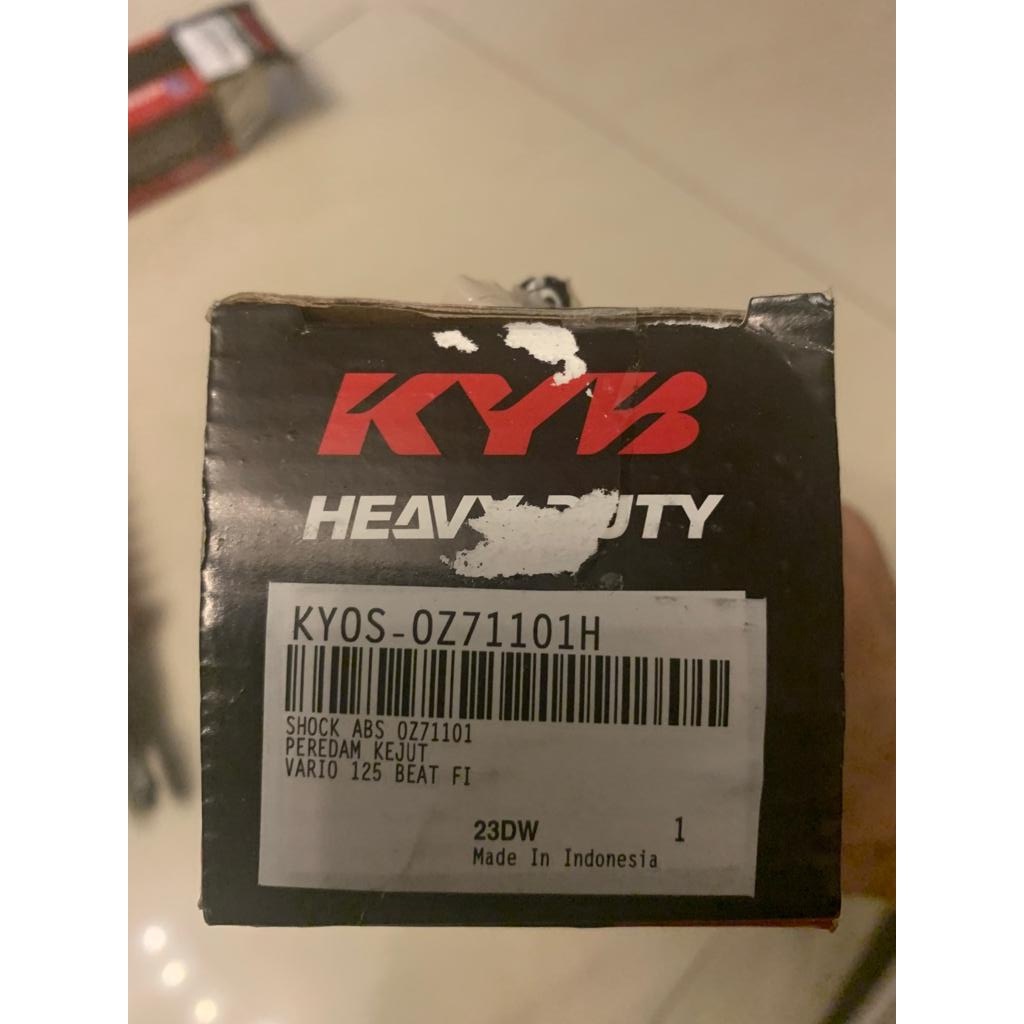 KYB
HEAVY DUTY
KYOS-OZ71101H
SHOCK ABS OZ71101
PEREDAM KEJUT
VARIO 125 BEAT FI
23DW 1
Made In Indonesia